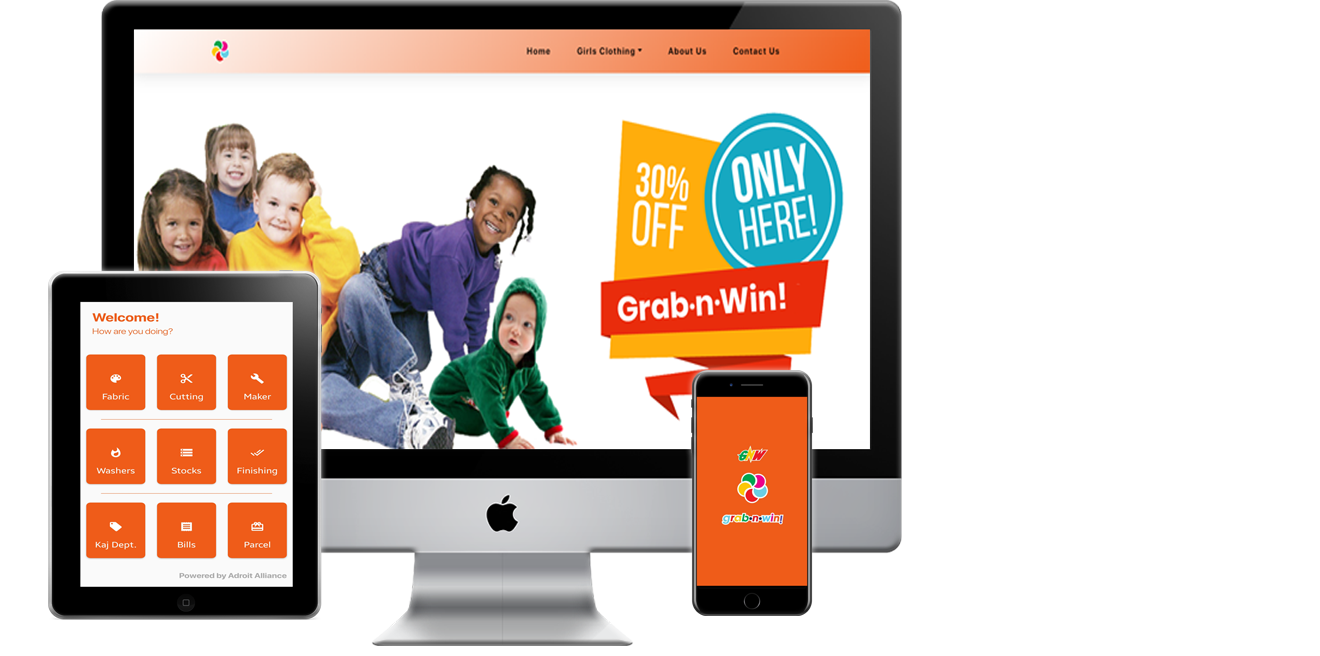 Home Girls Clothing About Us Contact Us
30%
OFF
ONLY
HERE!
Grab·n·Win!
Welcome!
How are you doing?
Fabric Cutting Maker
Washers Stocks Finishing
Kaj Dept. Bills Parcel
Powered by Adroit Alliance
GNW
grab·n·win!